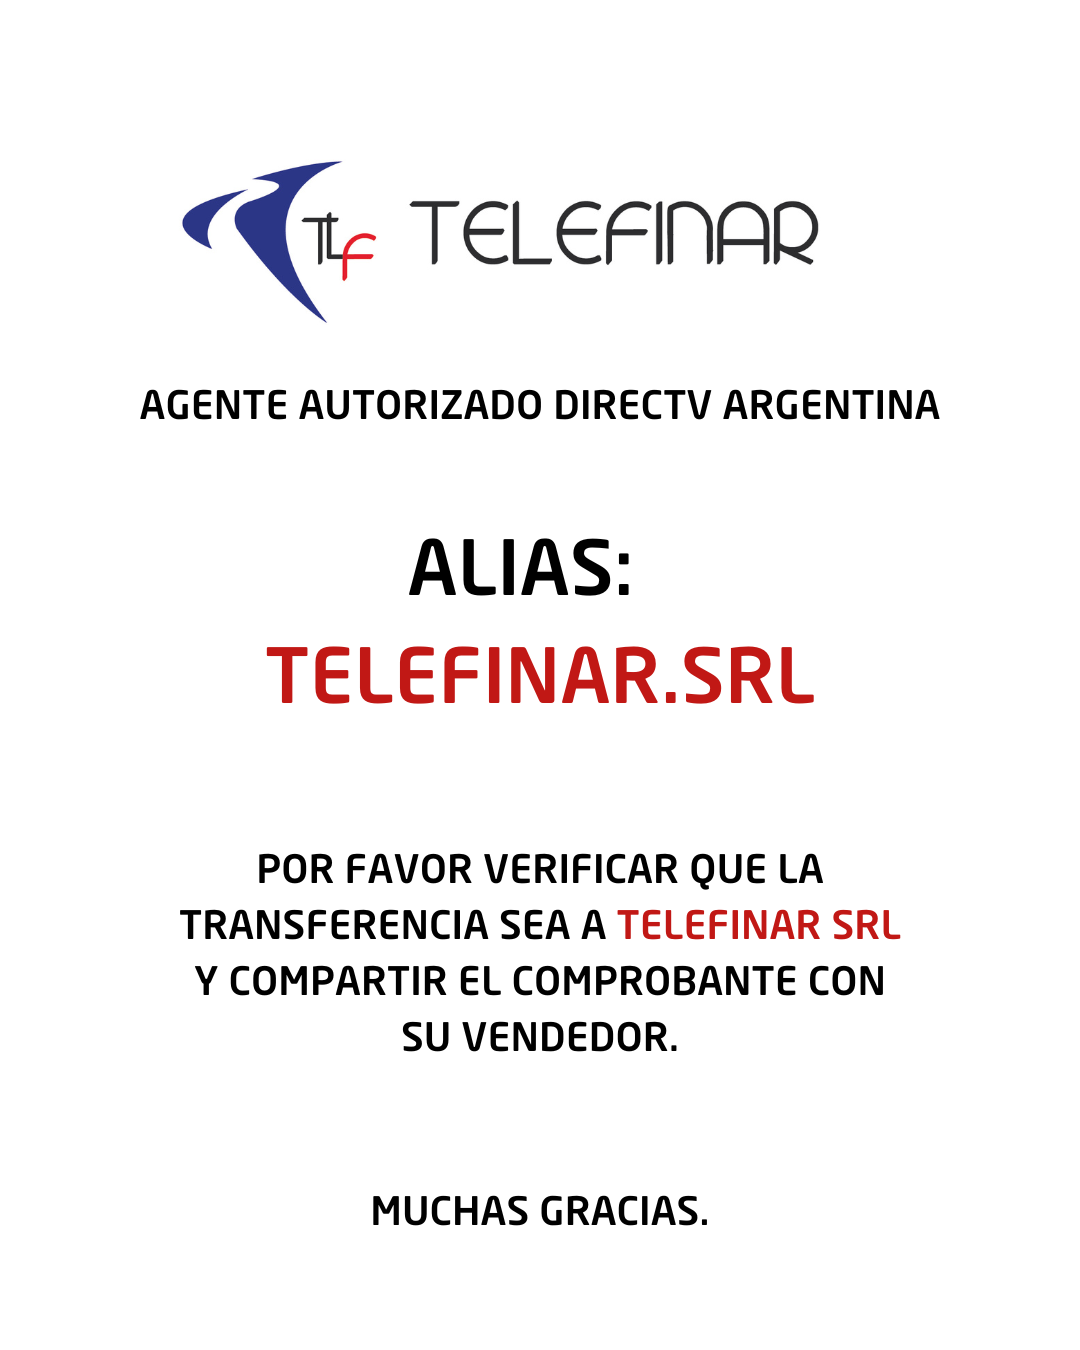 TLF TELEFINAR
AGENTE AUTORIZADO DIRECTV ARGENTINA
ALIAS:
TELEFINAR.SRL
POR FAVOR VERIFICAR QUE LA
TRANSFERENCIA SEA A TELEFINAR SRL
Y COMPARTIR EL COMPROBANTE CON
SU VENDEDOR.
MUCHAS GRACIAS.